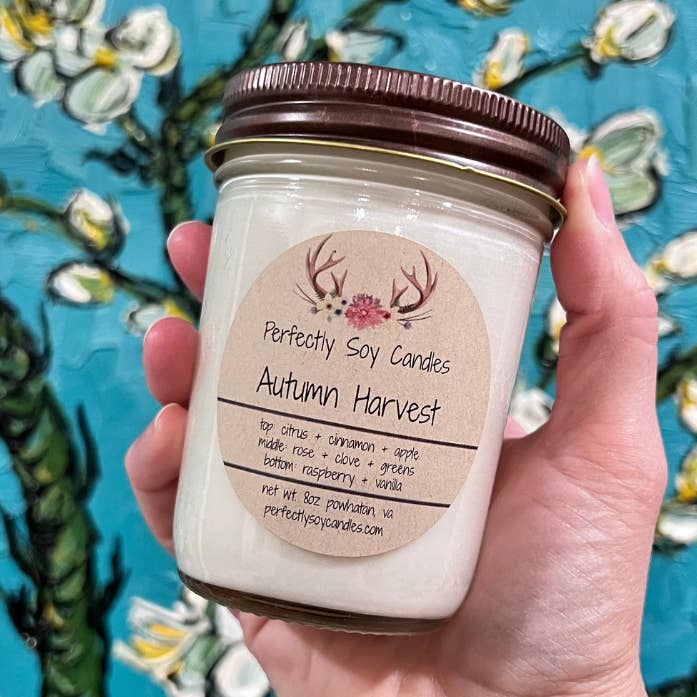 Perfectly Soy Candles
Autumn Harvest
top: citrus + cinnamon + apple
middle: rose + clove + greens
bottom: raspberry + vanilla
net wt. 8oz powhatan, va
perfectlysoycandles.com